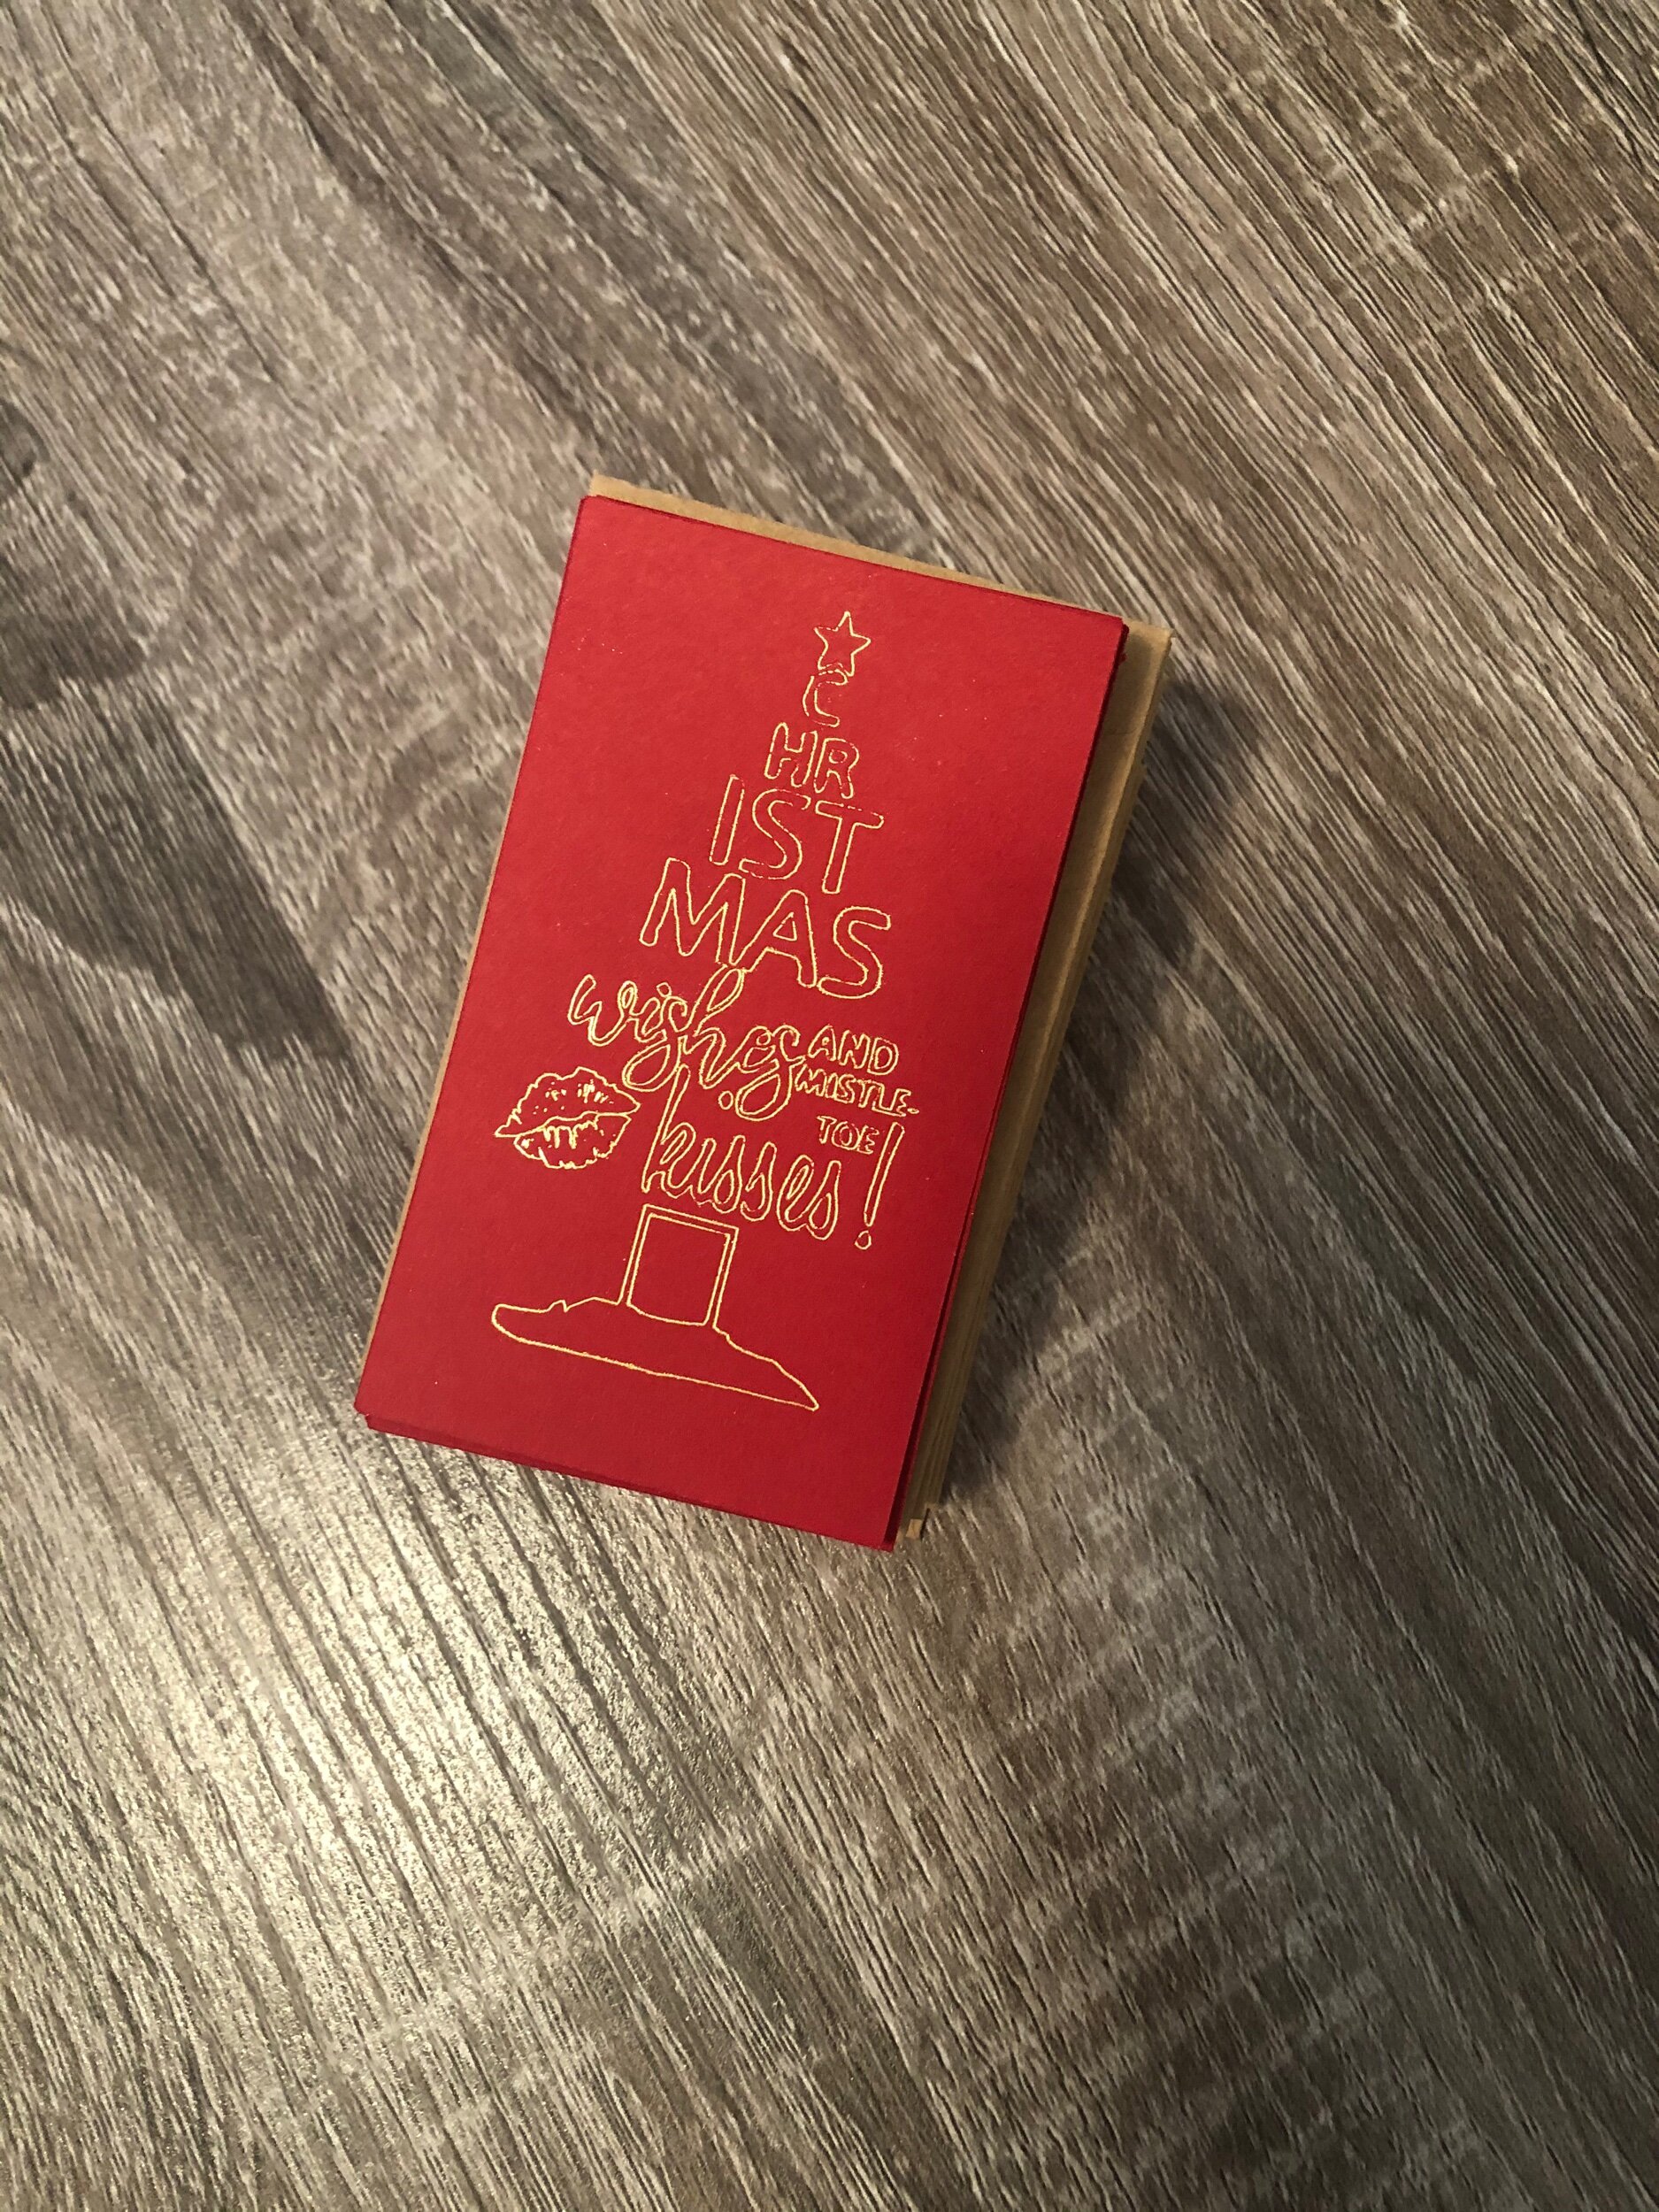 C
HR
IST
MAS
wishes AND
MISTLE-
TOE
kisses!